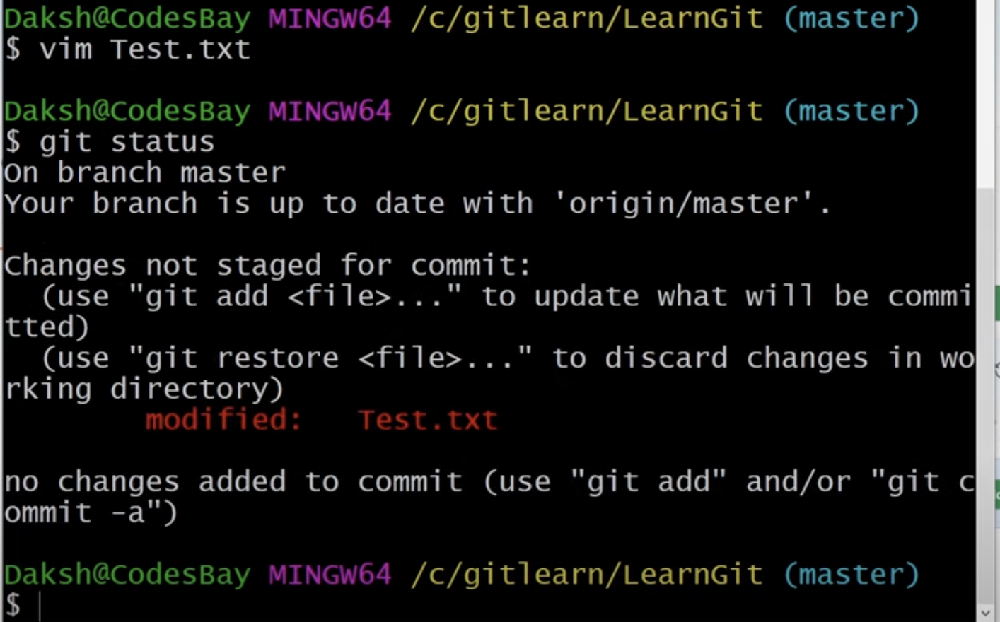 Daksh@CodesBay MINGW64 /c/gitlearn/LearnGit (master)
$ vim Test.txt
Daksh@CodesBay MINGW64 /c/gitlearn/LearnGit (master)
$ git status
On branch master
Your branch is up to date with 'origin/master'.
Changes not staged for commit:
  (use "git add <file>..." to update what will be commi
tted)
  (use "git restore <file>..." to discard changes in wo
rking directory)
        modified:   Test.txt
no changes added to commit (use "git add" and/or "git c
ommit -a")
Daksh@CodesBay MINGW64 /c/gitlearn/LearnGit (master)
$